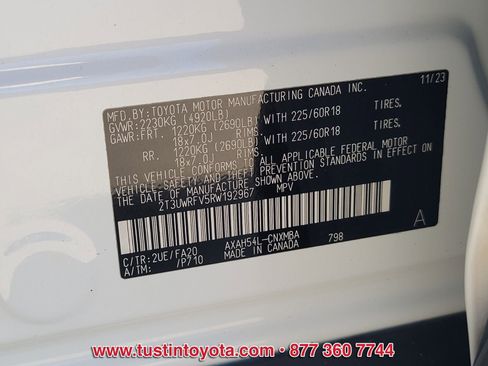 MFD. BY: TOYOTA MOTOR MANUFACTURING CANADA INC. 11/23
GVWR: 2230KG (4920LB)
GAWR: FRT. 1220KG (2690LB) WITH 225/60R18 TIRES,
18x7.0J RIMS,
RR. 1220KG (2690LB) WITH 225/60R18 TIRES,
18x7.0J RIMS,
THIS VEHICLE CONFORMS TO ALL APPLICABLE FEDERAL MOTOR
VEHICLE SAFETY, BUMPER, AND THEFT PREVENTION STANDARDS IN EFFECT ON
THE DATE OF MANUFACTURE SHOWN ABOVE.
2T3UWRFV5RW192967 MPV
A
C/TR: 2UE/FA20 AXAH54L-CNXMBA 798
A/TM: /P710 MADE IN CANADA
www.tustintoyota.com • 877 360 7744